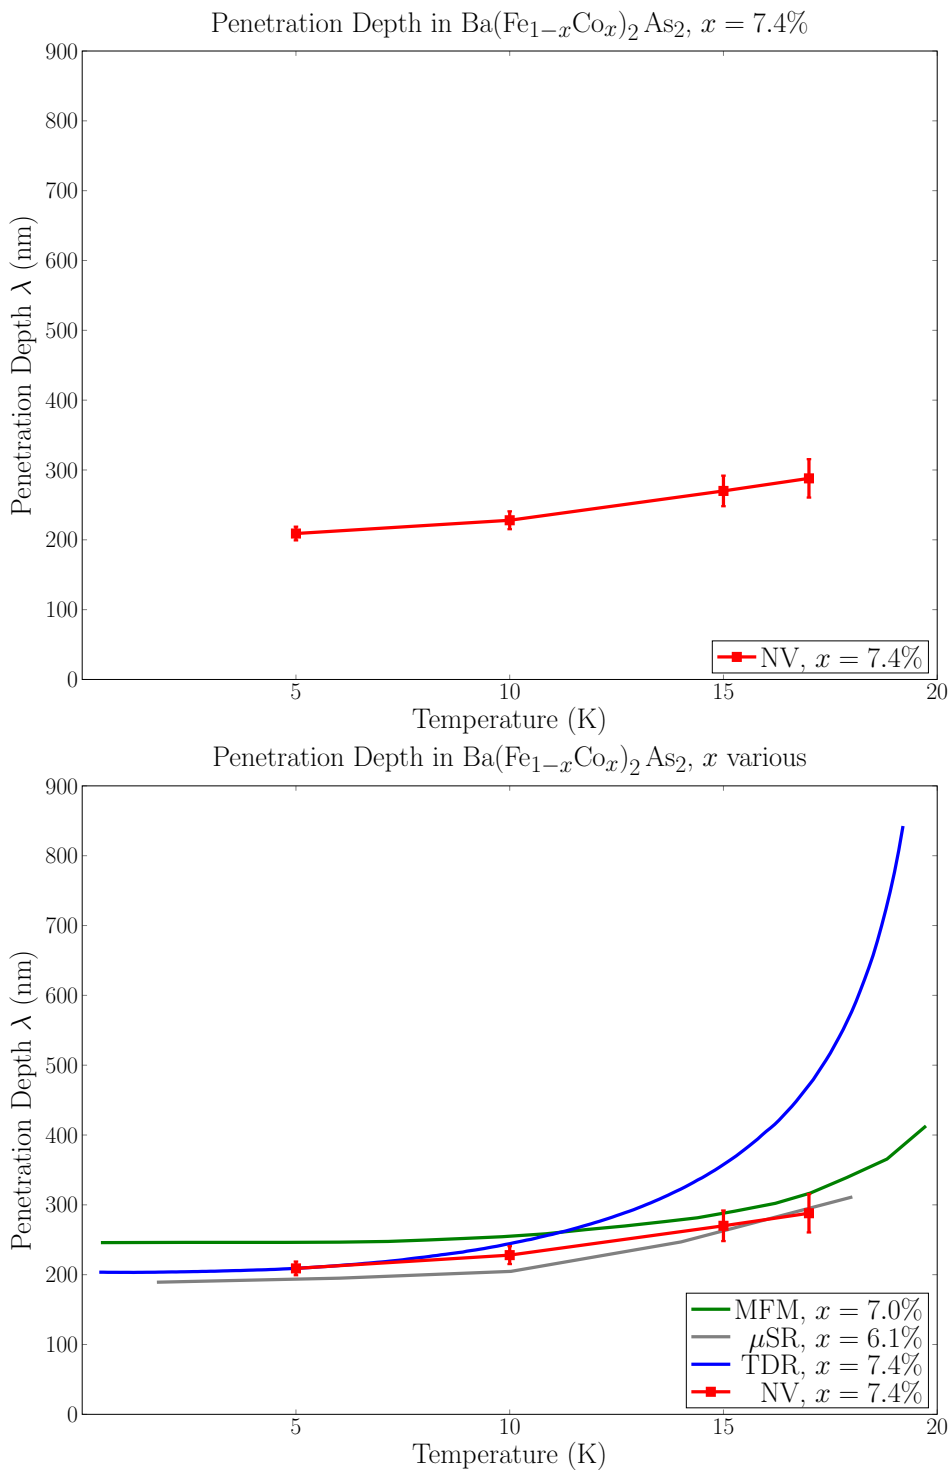 Penetration Depth in Ba(Fe₁₋ₓCoₓ)₂As₂, x = 7.4%
Penetration Depth λ (nm)
900
800
700
600
500
400
300
200
100
0
NV, x = 7.4%
5
10
15
20
Temperature (K)
Penetration Depth in Ba(Fe₁₋ₓCoₓ)₂As₂, x various
Penetration Depth λ (nm)
900
800
700
600
500
400
300
200
100
0
MFM, x = 7.0%
μSR, x = 6.1%
TDR, x = 7.4%
NV, x = 7.4%
5
10
15
20
Temperature (K)